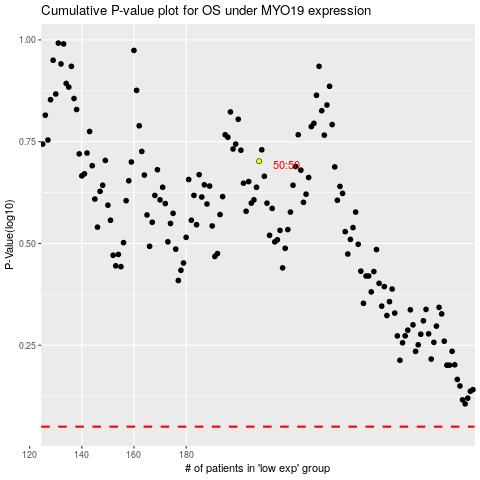 Cumulative P-value plot for OS under MYO19 expression
P-Value(log10)
1.00
0.75
0.50
0.25
50:50
120 140 160 180
# of patients in 'low exp' group